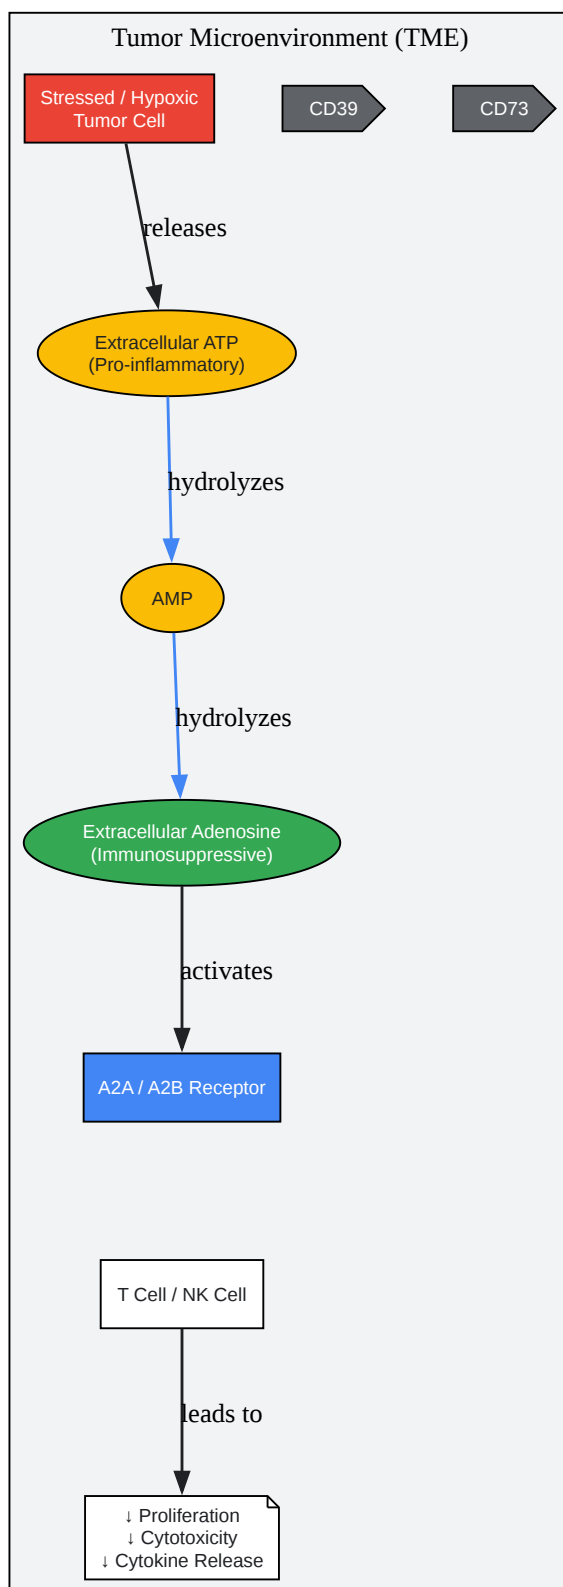 Tumor Microenvironment (TME)
Stressed / Hypoxic
Tumor Cell
CD39
CD73
releases
Extracellular ATP
(Pro-inflammatory)
hydrolyzes
AMP
hydrolyzes
Extracellular Adenosine
(Immunosuppressive)
activates
A2A / A2B Receptor
T Cell / NK Cell
leads to
↓ Proliferation
↓ Cytotoxicity
↓ Cytokine Release